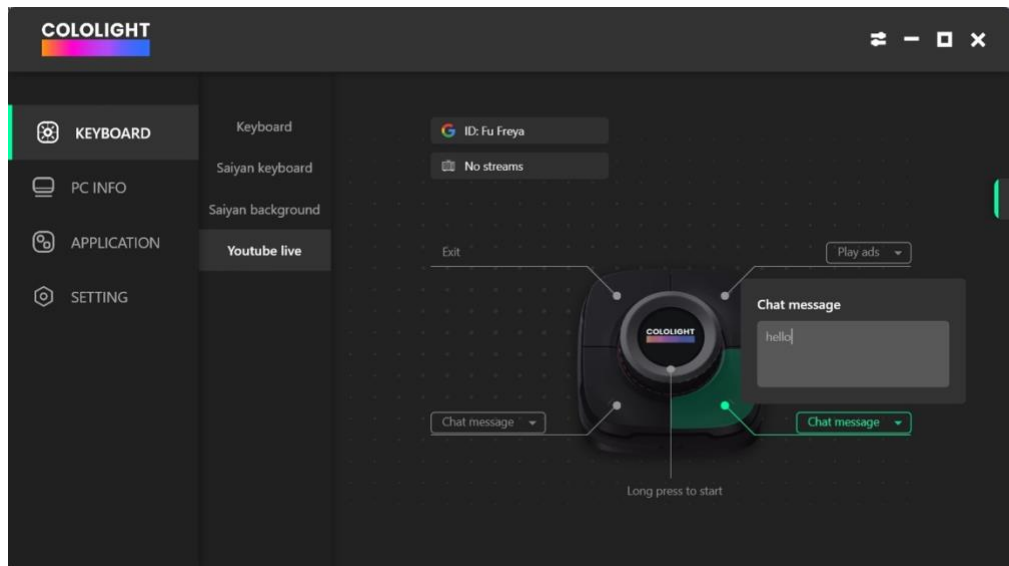 COLOLIGHT
KEYBOARD
PC INFO
APPLICATION
SETTING
Keyboard
Saiyan keyboard
Saiyan background
Youtube live
ID: Fu Freya
No streams
Exit
Play ads
Chat message
hello
COLOLIGHT
Chat message
Chat message
Long press to start